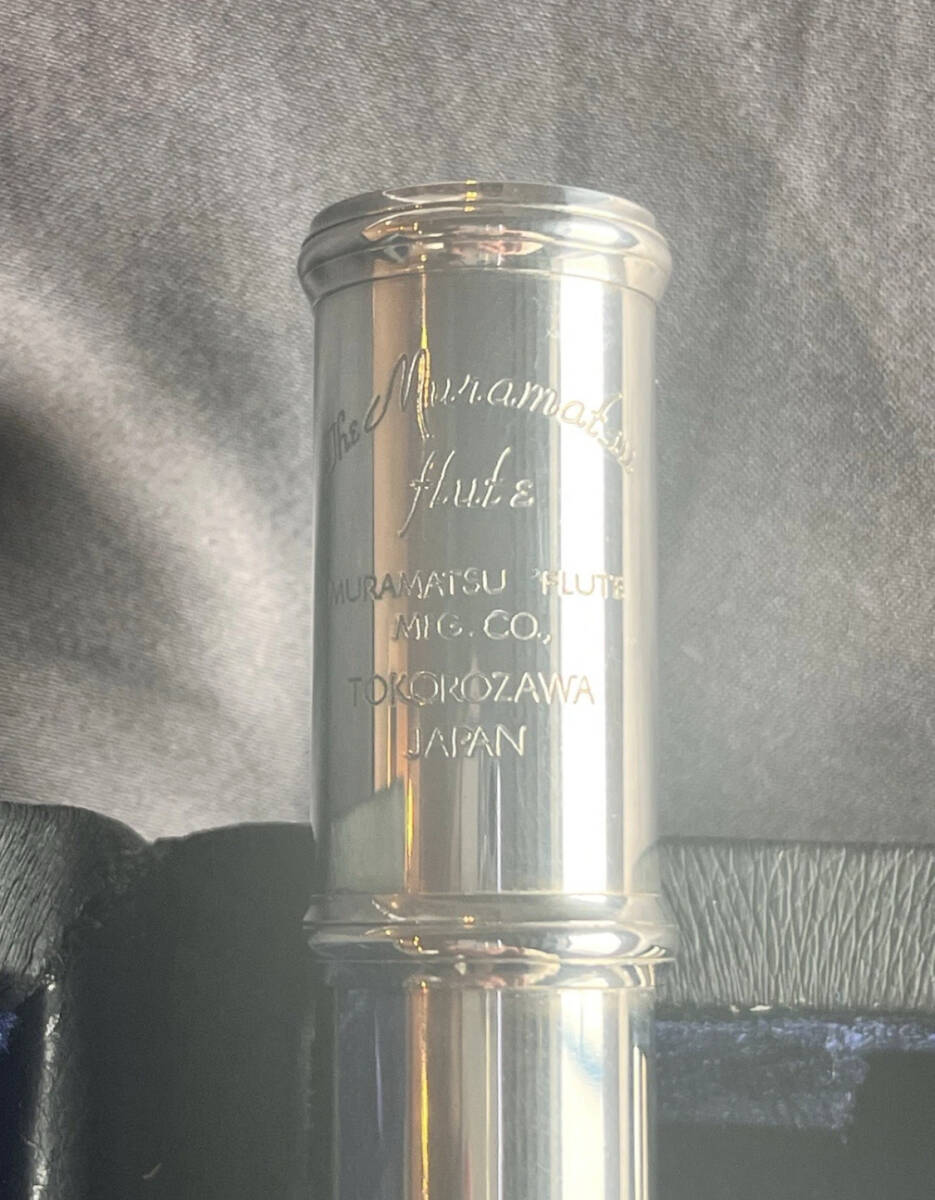 The Muramatsu
flute
MURAMATSU FLUTE
MFG. CO.,
TOKOROZAWA
JAPAN